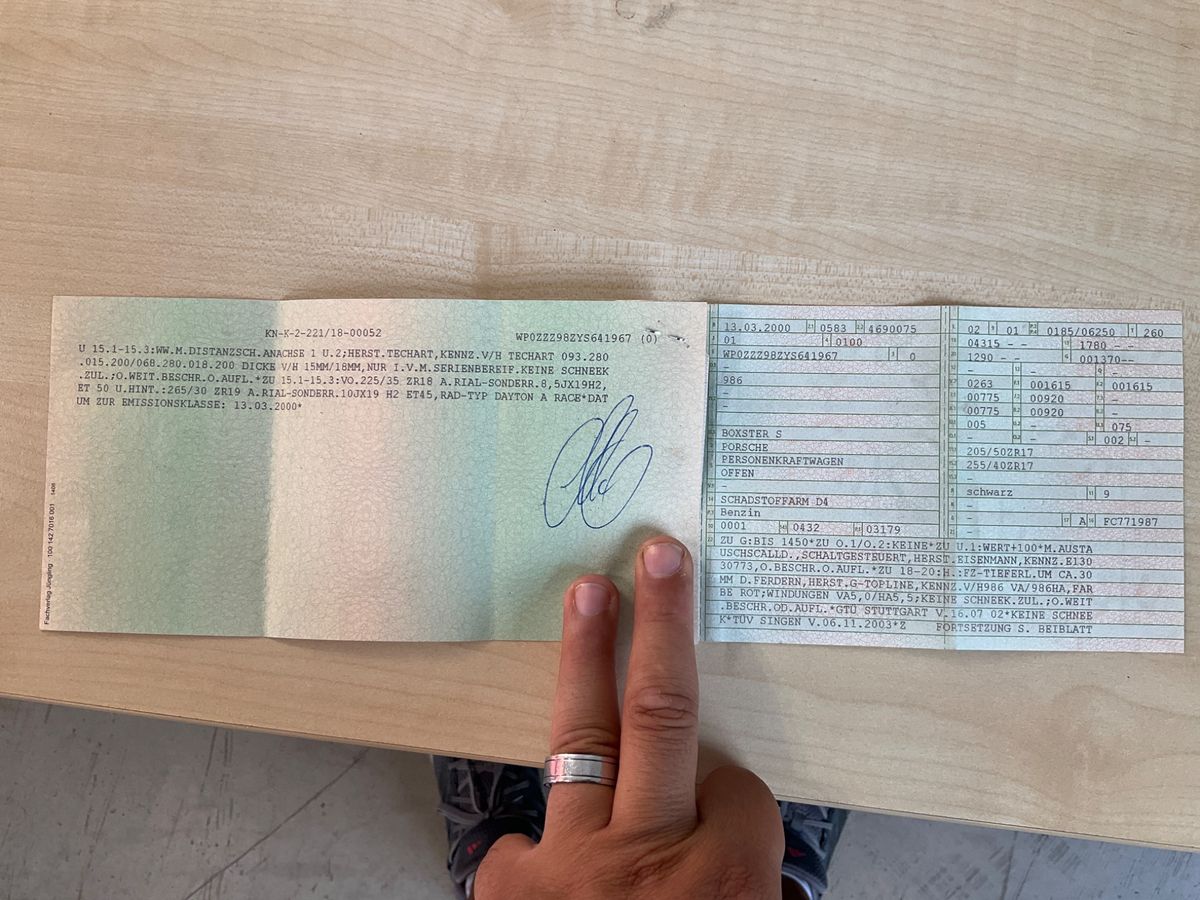 KN-K-2-221/18-00052
WP0ZZZ98ZYS641967 (0)
U 15.1-15.3:WW.M.DISTANZSCH.ANACHSE 1 U.2;HERST.TECHART,KENNZ.V/H TECHART 093.280
.015.200/068.280.018.200 DICKE V/H 15MM/18MM,NUR I.V.M.SERIENBEREIF.KEINE SCHNEEK
.ZUL.;O.WEIT.BESCHR.O.AUFL.*ZU 15.1-15.3:VO.225/35 ZR18 A.RIAL-SONDERR.8,5JX19H2,
ET 50 U.HINT.:265/30 ZR19 A.RIAL-SONDERR.10JX19 H2 ET45,RAD-TYP DAYTON A RACE*DAT
UM ZUR EMISSIONKLASSE: 13.03.2000*
Fachverlag Jüngling 100 142 7016 001 1408
13.03.2000 0583 4690075
01 0100
WP0ZZZ98ZYS641967 0
-
986
-
-
-
BOXSTER S
PORSCHE
PERSONENKRAFTWAGEN
OFFEN
-
SCHADSTOFFARM D4
Benzin
0001 0432 03179
02 01 0185/06250 260
04315 - - 1780 - -
1290 - - 001370--
- - -
0263 001615 001615
00775 00920 -
00775 00920 -
005 - - 075
- - 002 -
205/50ZR17
255/40ZR17
-
schwarz 9
-
- A FC771987
-
ZU G:BIS 1450*ZU O.1/O.2:KEINE*ZU U.1:WERT+100*M.AUSTA
USCHSCALLD.,SCHALTGESTEUERT,HERST.EISENMANN,KENNZ.E130
30773,O.BESCHR.O.AUFL.*ZU 18-20:H.:FZ-TIEFERL.UM CA.30
MM D.FERDERN,HERST.G-TOPLINE,KENNZ.V/H986 VA/986HA,FAR
BE ROT;WINDUNGEN VA5,0/HA5,5;KEINE SCHNEEK.ZUL.;O.WEIT
.BESCHR.OD.AUFL.*GTÜ STUTTGART V.16.07 02*KEINE SCHNEE
K*TÜV SINGEN V.06.11.2003*Z FORTSETZUNG S. BEIBLATT